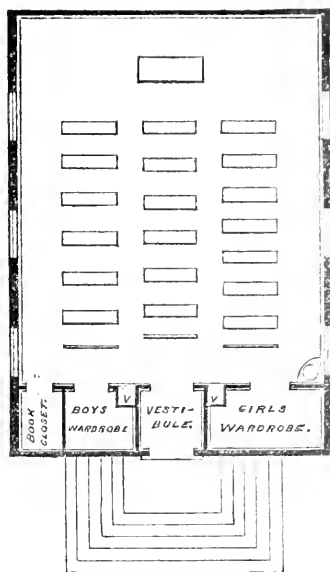 BOOK
CLOSET.
BOYS
WARDROBE
V
VESTI-
BULE.
V
GIRLS
WARDROBE.